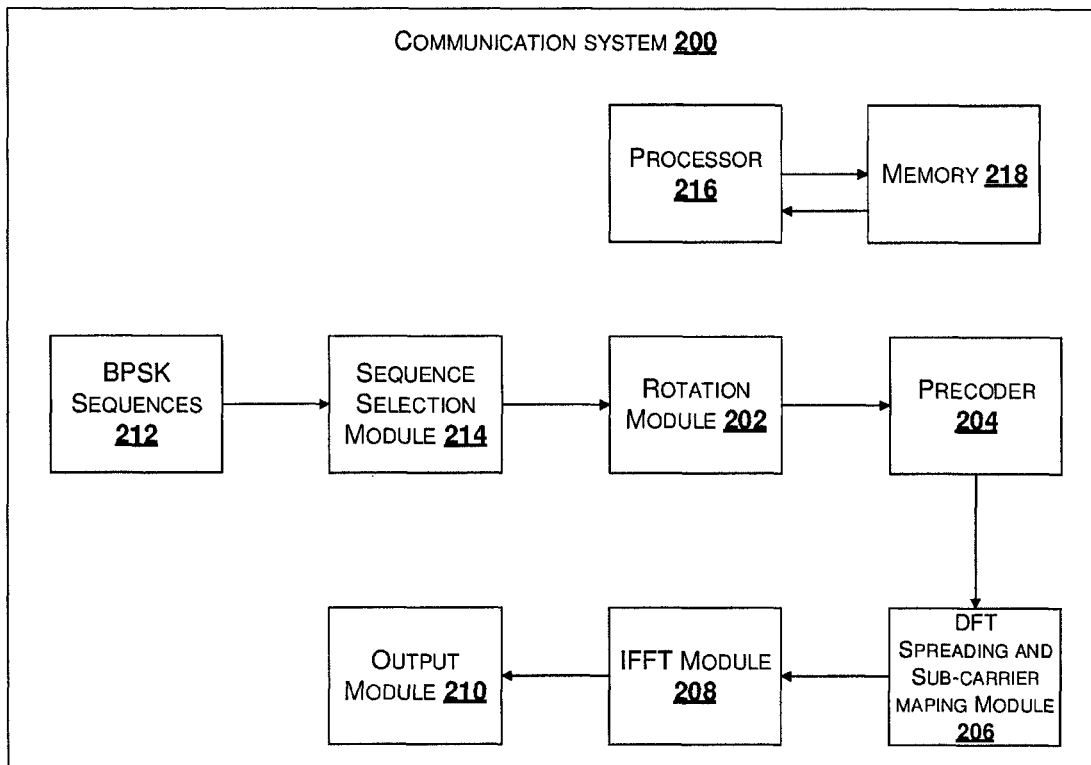 COMMUNICATION SYSTEM 200
PROCESSOR
216
MEMORY 218
BPSK
SEQUENCES
212
SEQUENCE
SELECTION
MODULE 214
ROTATION
MODULE 202
PRECODER
204
OUTPUT
MODULE 210
IFFT MODULE
208
DFT
SPREADING AND
SUB-CARRIER
MAPING MODULE
206